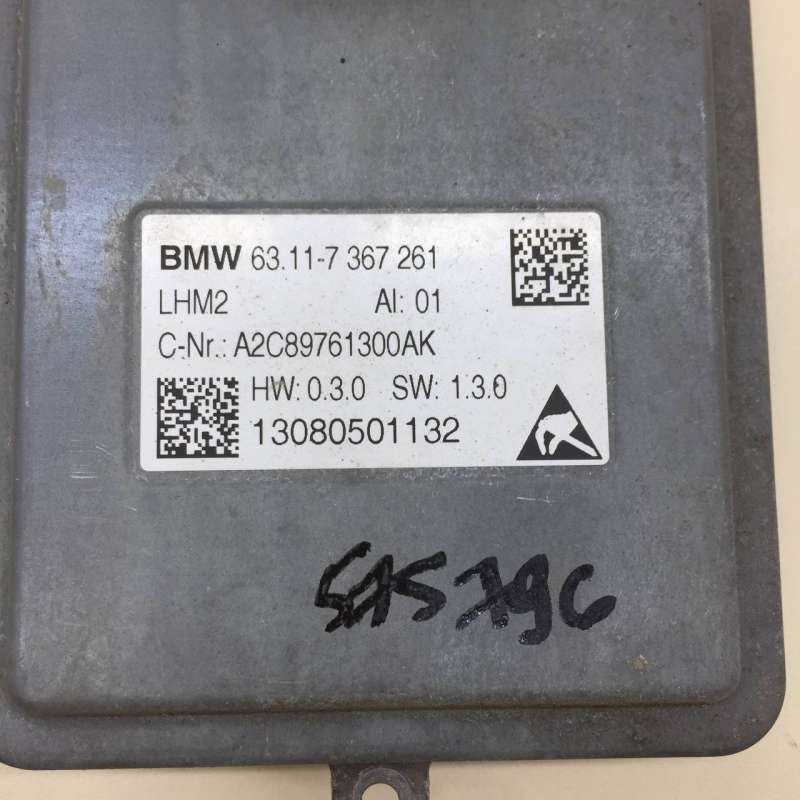 BMW 63.11-7 367 261
LHM2 AI: 01
C-Nr.: A2C89761300AK
HW: 0.3.0 SW: 1.3.0
13080501132